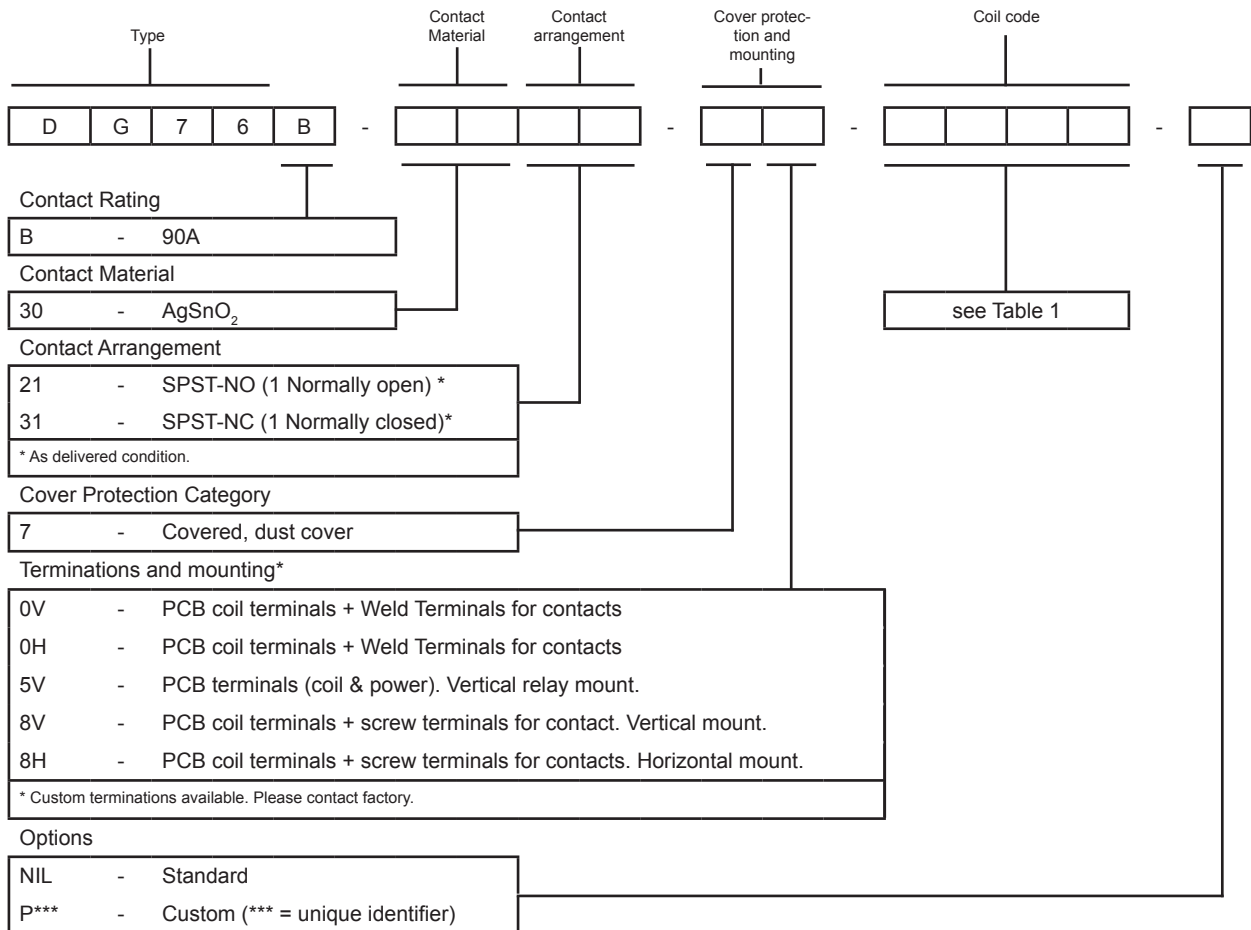 Type
Contact
Material
Contact
arrangement
Cover protec-
tion and
mounting
Coil code
D G 7 6 B - - - -
Contact Rating
B - 90A
Contact Material
30 - AgSnO2
see Table 1
Contact Arrangement
21 - SPST-NO (1 Normally open) *
31 - SPST-NC (1 Normally closed)*
* As delivered condition.
Cover Protection Category
7 - Covered, dust cover
Terminations and mounting*
0V - PCB coil terminals + Weld Terminals for contacts
0H - PCB coil terminals + Weld Terminals for contacts
5V - PCB terminals (coil & power). Vertical relay mount.
8V - PCB coil terminals + screw terminals for contact. Vertical mount.
8H - PCB coil terminals + screw terminals for contacts. Horizontal mount.
* Custom terminations available. Please contact factory.
Options
NIL - Standard
P*** - Custom (*** = unique identifier)